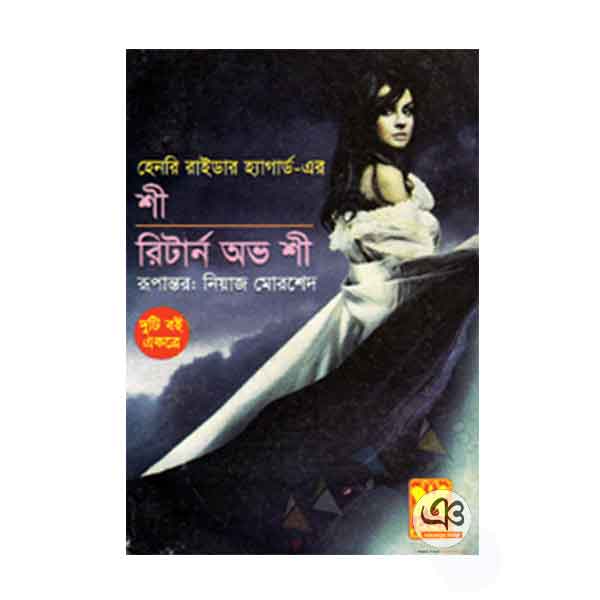 হেনরি রাইডার হ্যাগার্ড-এর
শী
রিটার্ন অভ শী
রূপান্তর: নিয়াজ মোরশেদ
দুটি বই
একত্রে